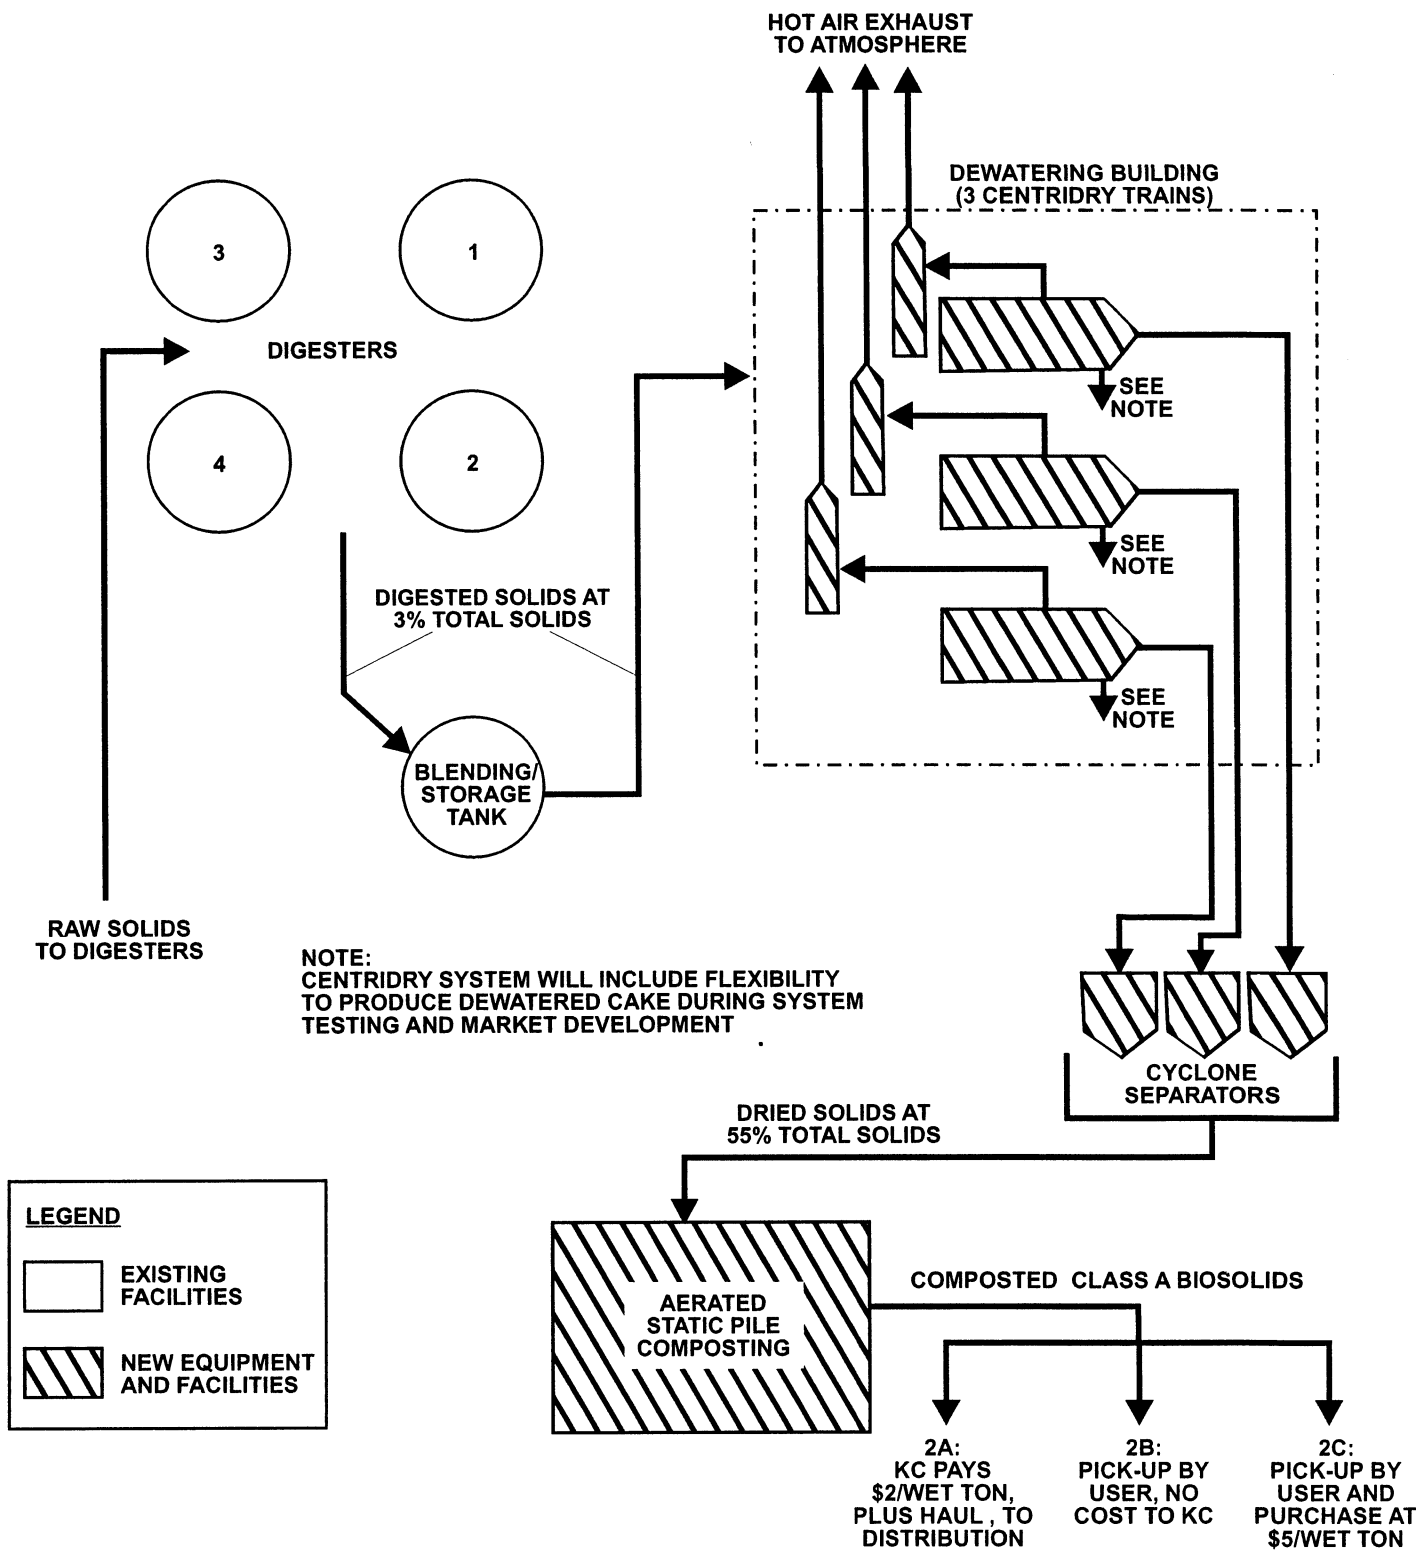 HOT AIR EXHAUST
TO ATMOSPHERE
DEWATERING BUILDING
(3 CENTRIDRY TRAINS)
3
1
DIGESTERS
4
2
SEE
NOTE
SEE
NOTE
SEE
NOTE
DIGESTED SOLIDS AT
3% TOTAL SOLIDS
BLENDING/
STORAGE
TANK
RAW SOLIDS
TO DIGESTERS
NOTE:
CENTRIDRY SYSTEM WILL INCLUDE FLEXIBILITY
TO PRODUCE DEWATERED CAKE DURING SYSTEM
TESTING AND MARKET DEVELOPMENT
CYCLONE
SEPARATORS
DRIED SOLIDS AT
55% TOTAL SOLIDS
LEGEND
EXISTING
FACILITIES
NEW EQUIPMENT
AND FACILITIES
AERATED
STATIC PILE
COMPOSTING
COMPOSTED CLASS A BIOSOLIDS
2A:
KC PAYS
$2/WET TON,
PLUS HAUL , TO
DISTRIBUTION
2B:
PICK-UP BY
USER, NO
COST TO KC
2C:
PICK-UP BY
USER AND
PURCHASE AT
$5/WET TON